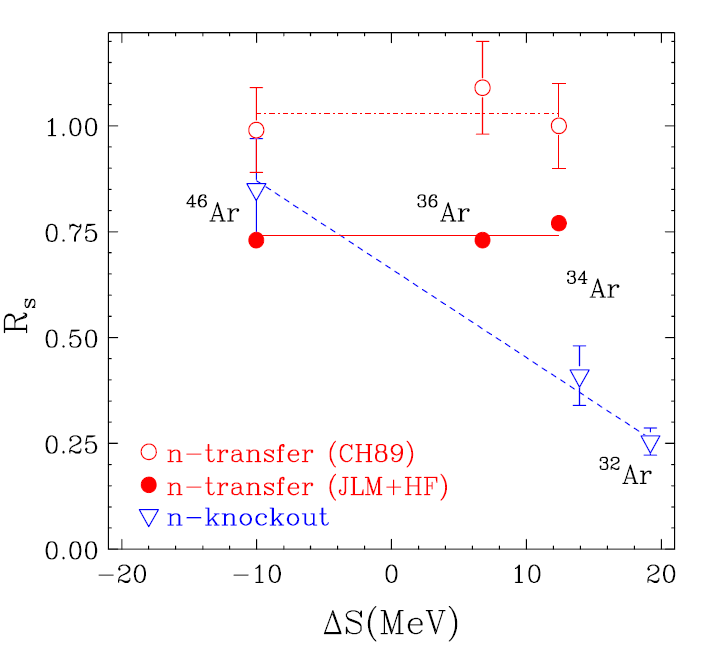 1.00
0.75
0.50
0.25
0.00
R_s
⁴⁶Ar
³⁶Ar
³⁴Ar
³²Ar
n-transfer (CH89)
n-transfer (JLM+HF)
n-knockout
-20 -10 0 10 20
ΔS(MeV)